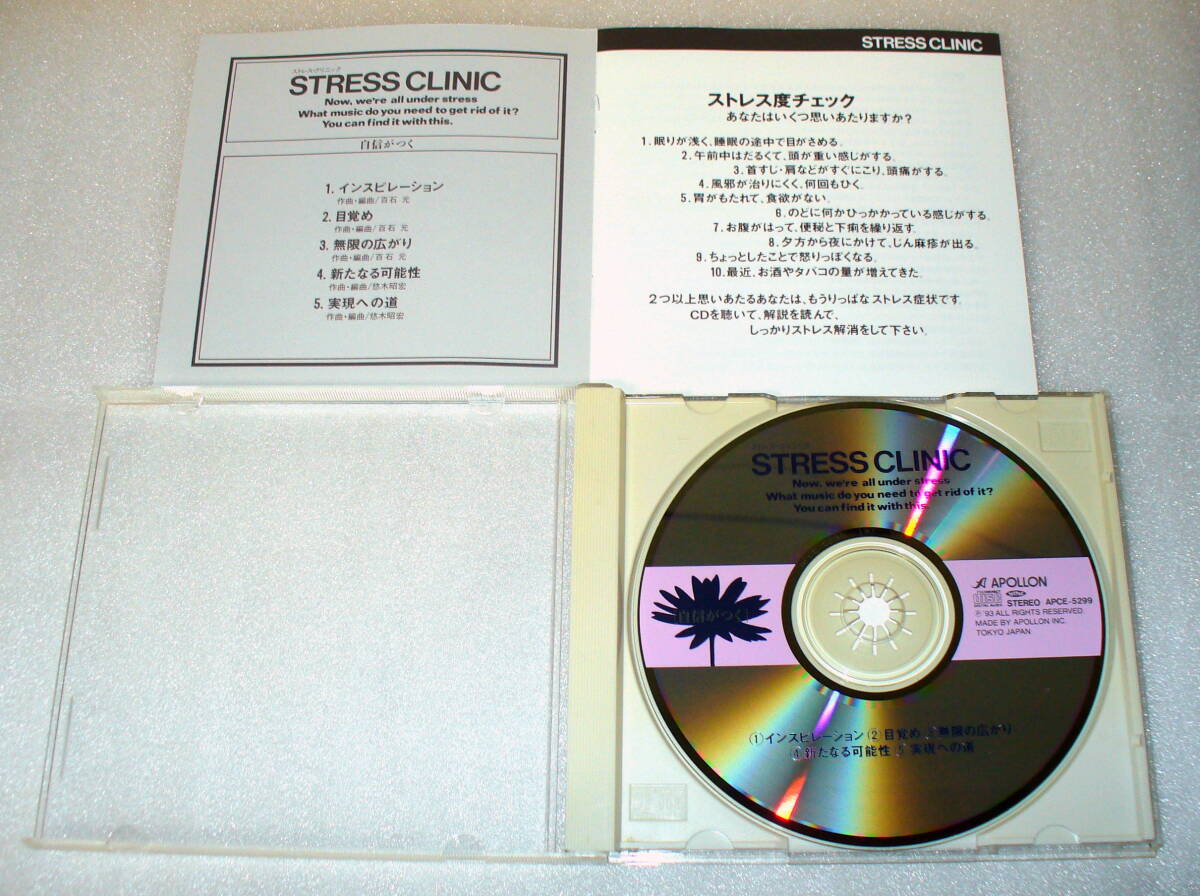 ストレス・クリニック
STRESS CLINIC
Now, we're all under stress
What music do you need to get rid of it?
You can find it with this.
自信がつく
1. インスピレーション
作曲・編曲/百石 元
2. 目覚め
作曲・編曲/百石 元
3. 無限の広がり
作曲・編曲/百石 元
4. 新たなる可能性
作曲・編曲/悠木昭宏
5. 実現への道
作曲・編曲/悠木昭宏
STRESS CLINIC
ストレス度チェック
あなたはいくつ思いあたりますか?
1. 眠りが浅く、睡眠の途中で目がさめる。
2. 午前中はだるくて、頭が重い感じがする。
3. 首すじ・肩などがすぐにこり、頭痛がする。
4. 風邪が治りにくく、何回もひく。
5. 胃がもたれて、食欲がない。
6. のどに何かひっかかっている感じがする。
7. お腹がはって、便秘と下痢を繰り返す。
8. 夕方から夜にかけて、じん麻疹が出る。
9. ちょっとしたことで怒りっぽくなる。
10. 最近、お酒やタバコの量が増えてきた。
2つ以上思いあたるあなたは、もうりっぱなストレス症状です。
CDを聴いて、解説を読んで、
しっかりストレス解消をして下さい。
ストレス・クリニック
STRESS CLINIC
Now, we're all under stress
What music do you need to get rid of it?
You can find it with this.
「自信がつく」
APOLLON
COMPACT disc DIGITAL AUDIO STEREO APCE-5299
℗ '93 ALL RIGHTS RESERVED.
MADE BY APOLLON INC.
TOKYO JAPAN
(1)インスピレーション (2)目覚め (3)無限の広がり
(4)新たなる可能性 (5)実現への道